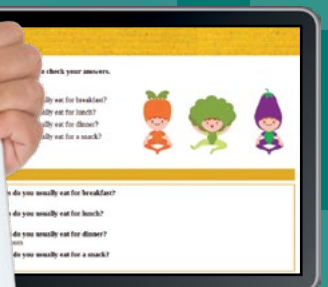 o check your answers.
ally eat for breakfast?
ally eat for lunch?
ally eat for dinner?
ally eat for a snack?
do you usually eat for breakfast?
do you usually eat for lunch?
do you usually eat for dinner?
do you usually eat for a snack?